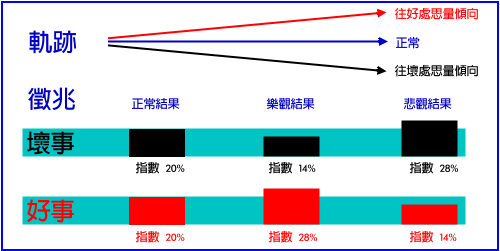 往好處思量傾向
軌跡
正常
往壞處思量傾向
徵兆
正常結果 樂觀結果 悲觀結果
壞事
指數 20% 指數 14% 指數 28%
好事
指數 20% 指數 28% 指數 14%